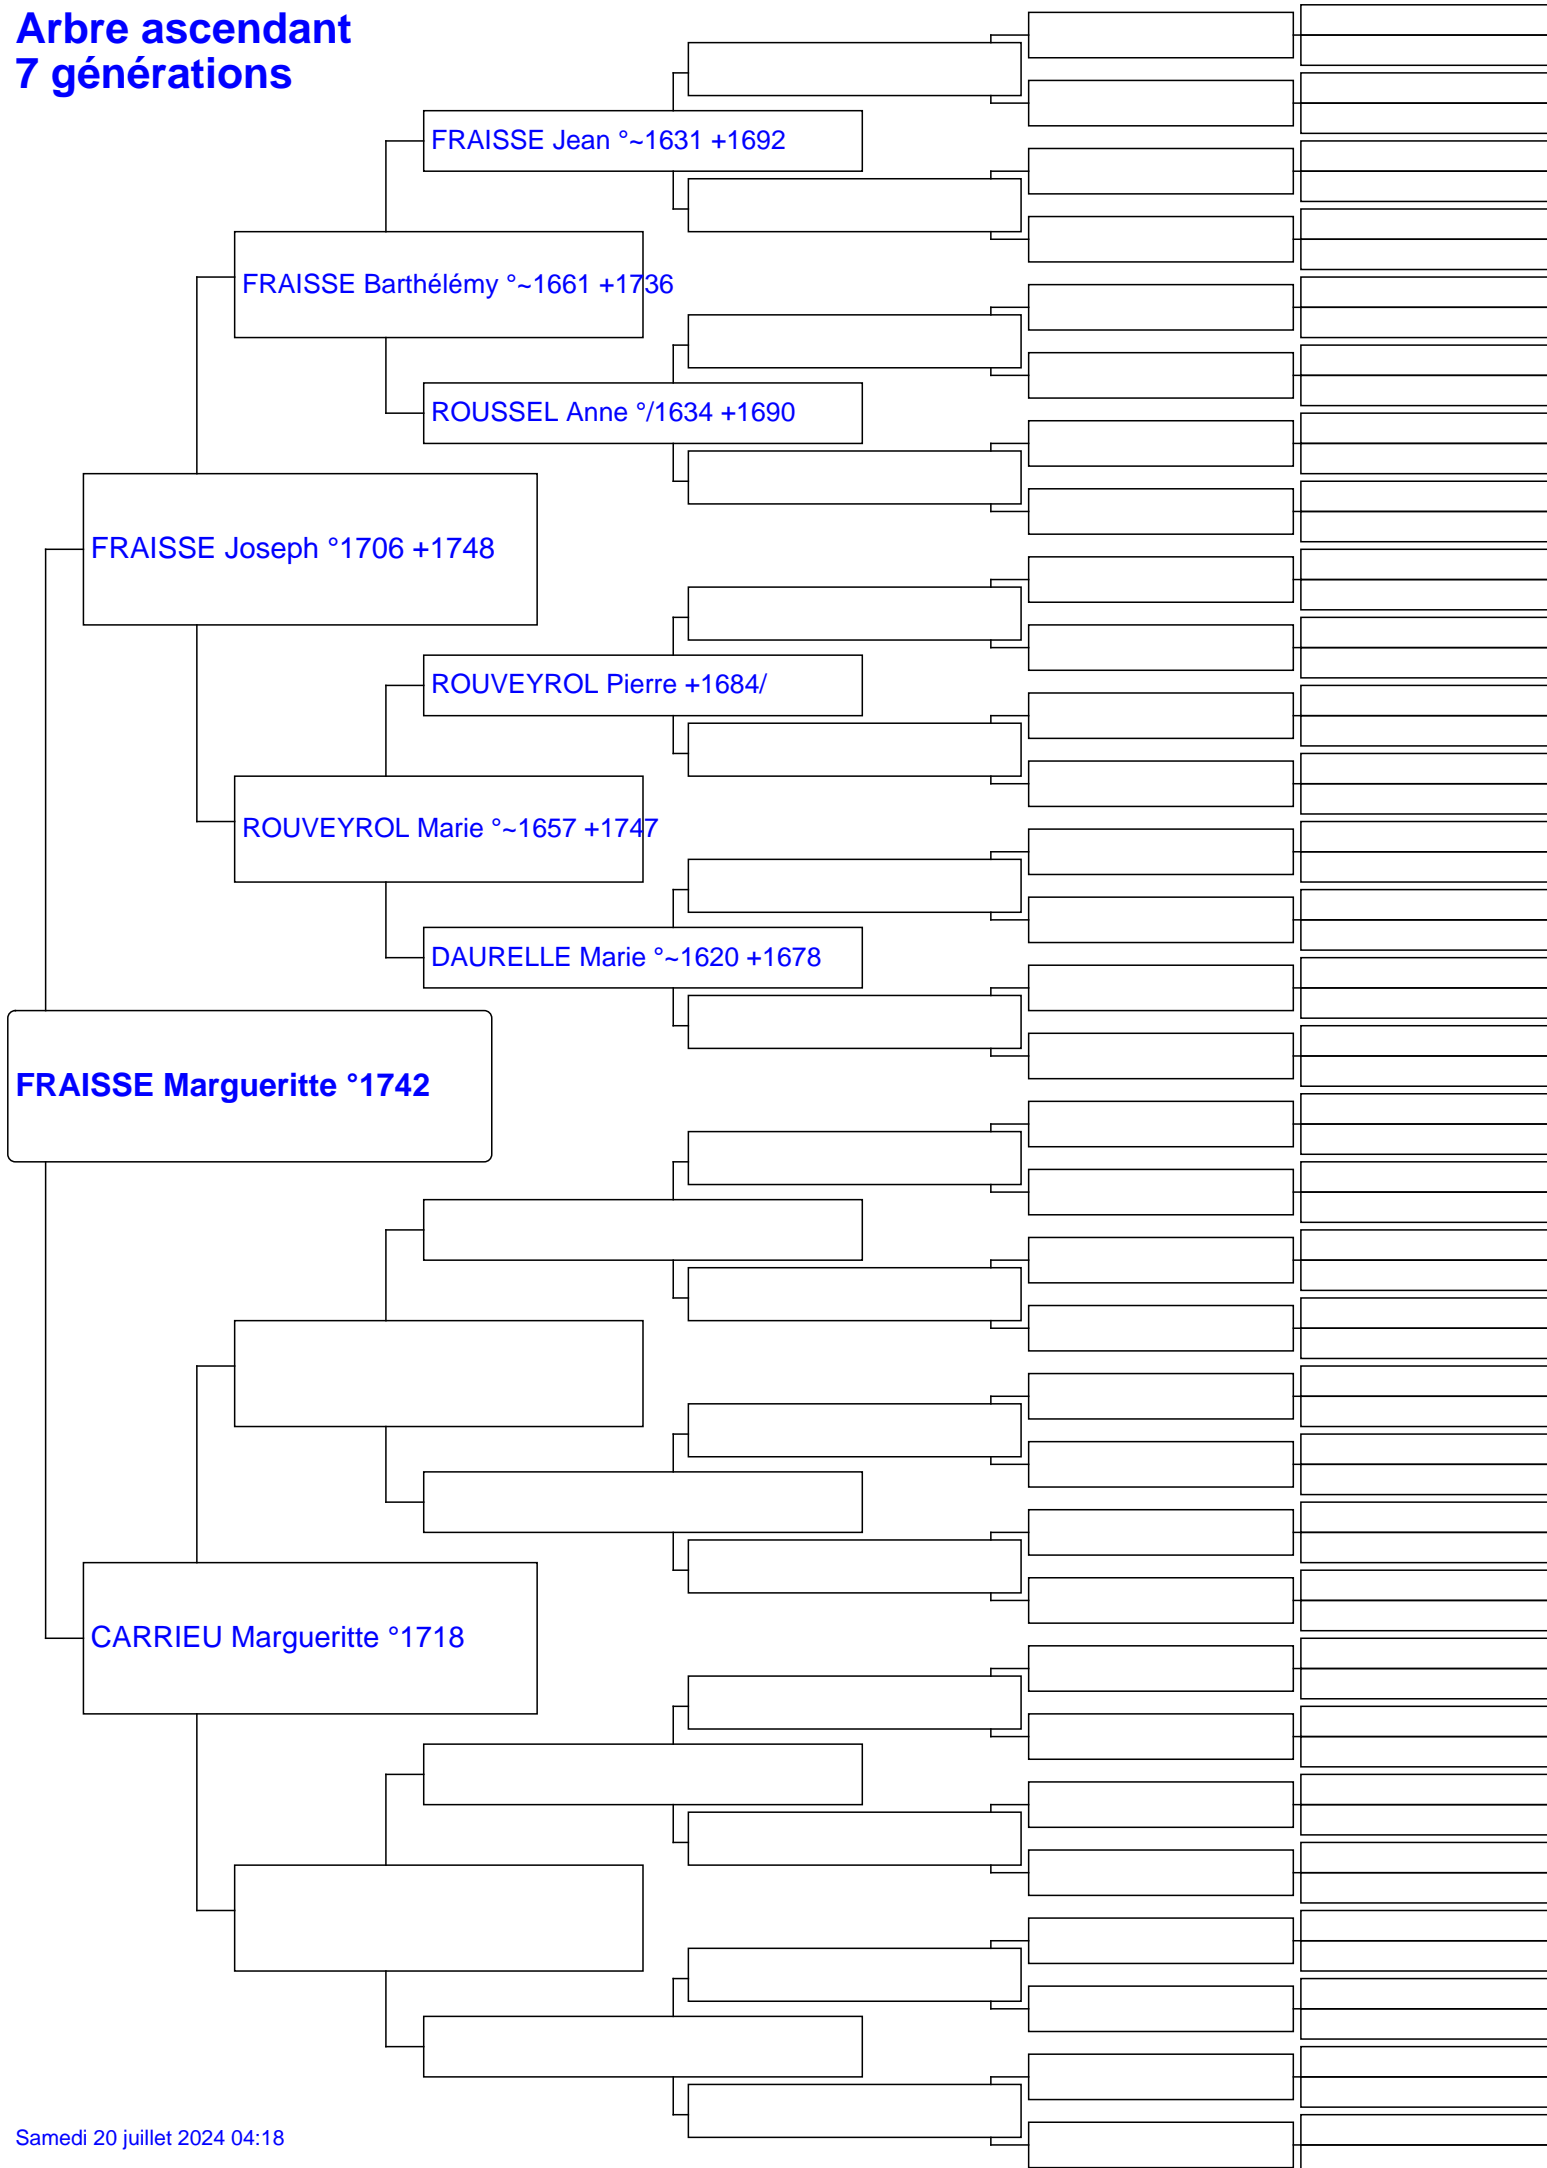 Arbre ascendant
7 générations
FRAISSE Jean °~1631 +1692
FRAISSE Barthélémy °~1661 +1736
ROUSSEL Anne °/1634 +1690
FRAISSE Joseph °1706 +1748
ROUVEYROL Pierre +1684/
ROUVEYROL Marie °~1657 +1747
DAURELLE Marie °~1620 +1678
FRAISSE Margueritte °1742
CARRIEU Margueritte °1718
Samedi 20 juillet 2024 04:18